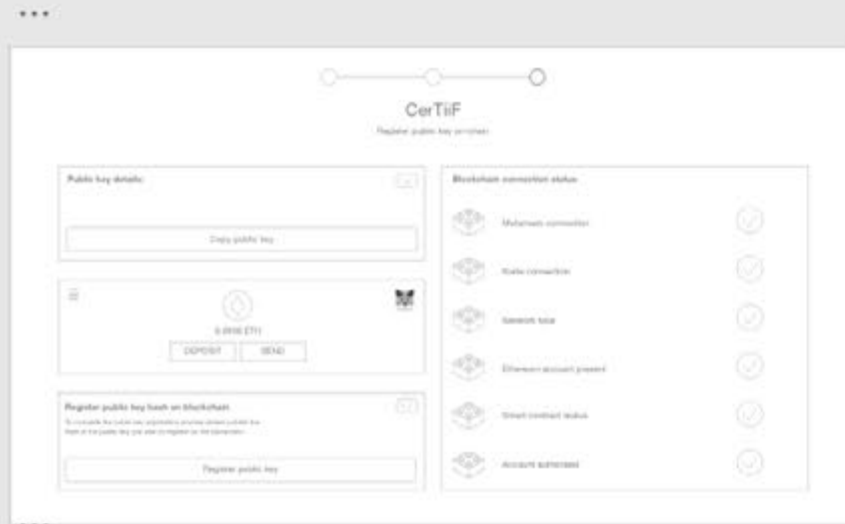 CerTiiF
Register public key on-chain
Public key details:
Copy public key
DEPOSIT
SEND
Register public key hash on blockchain
Register public key
Blockchain connection status
Metamask connection
Node connection
Ethereum account present
Smart contract status
Account authorized